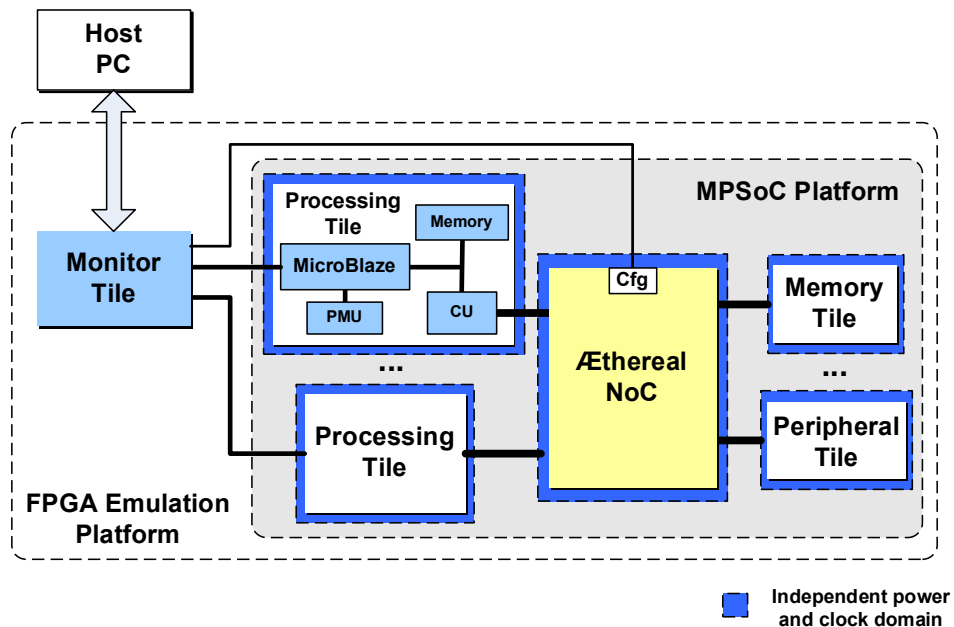 Host
PC
MPSoC Platform
Processing
Tile
Memory
Monitor
Tile
MicroBlaze
Cfg
Memory
Tile
PMU
CU
...
...
Æthereal
NoC
Processing
Tile
Peripheral
Tile
FPGA Emulation
Platform
Independent power
and clock domain